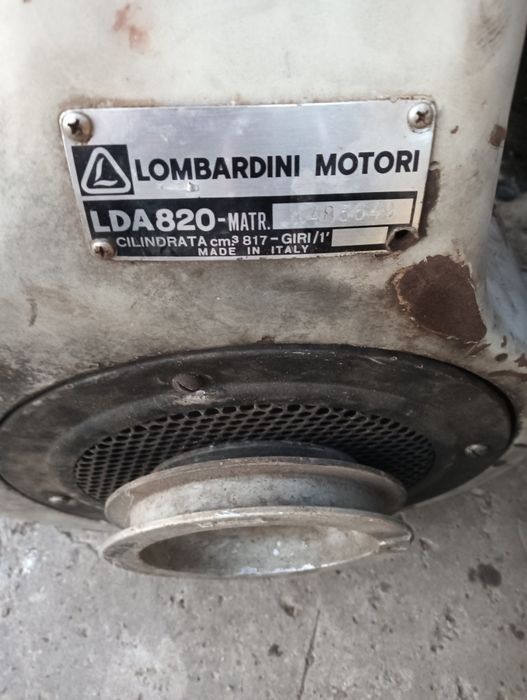 LOMBARDINI MOTORI
LDA820-MATR.
CILINDRATA cm³ 817-GIRI/1'
MADE IN ITALY